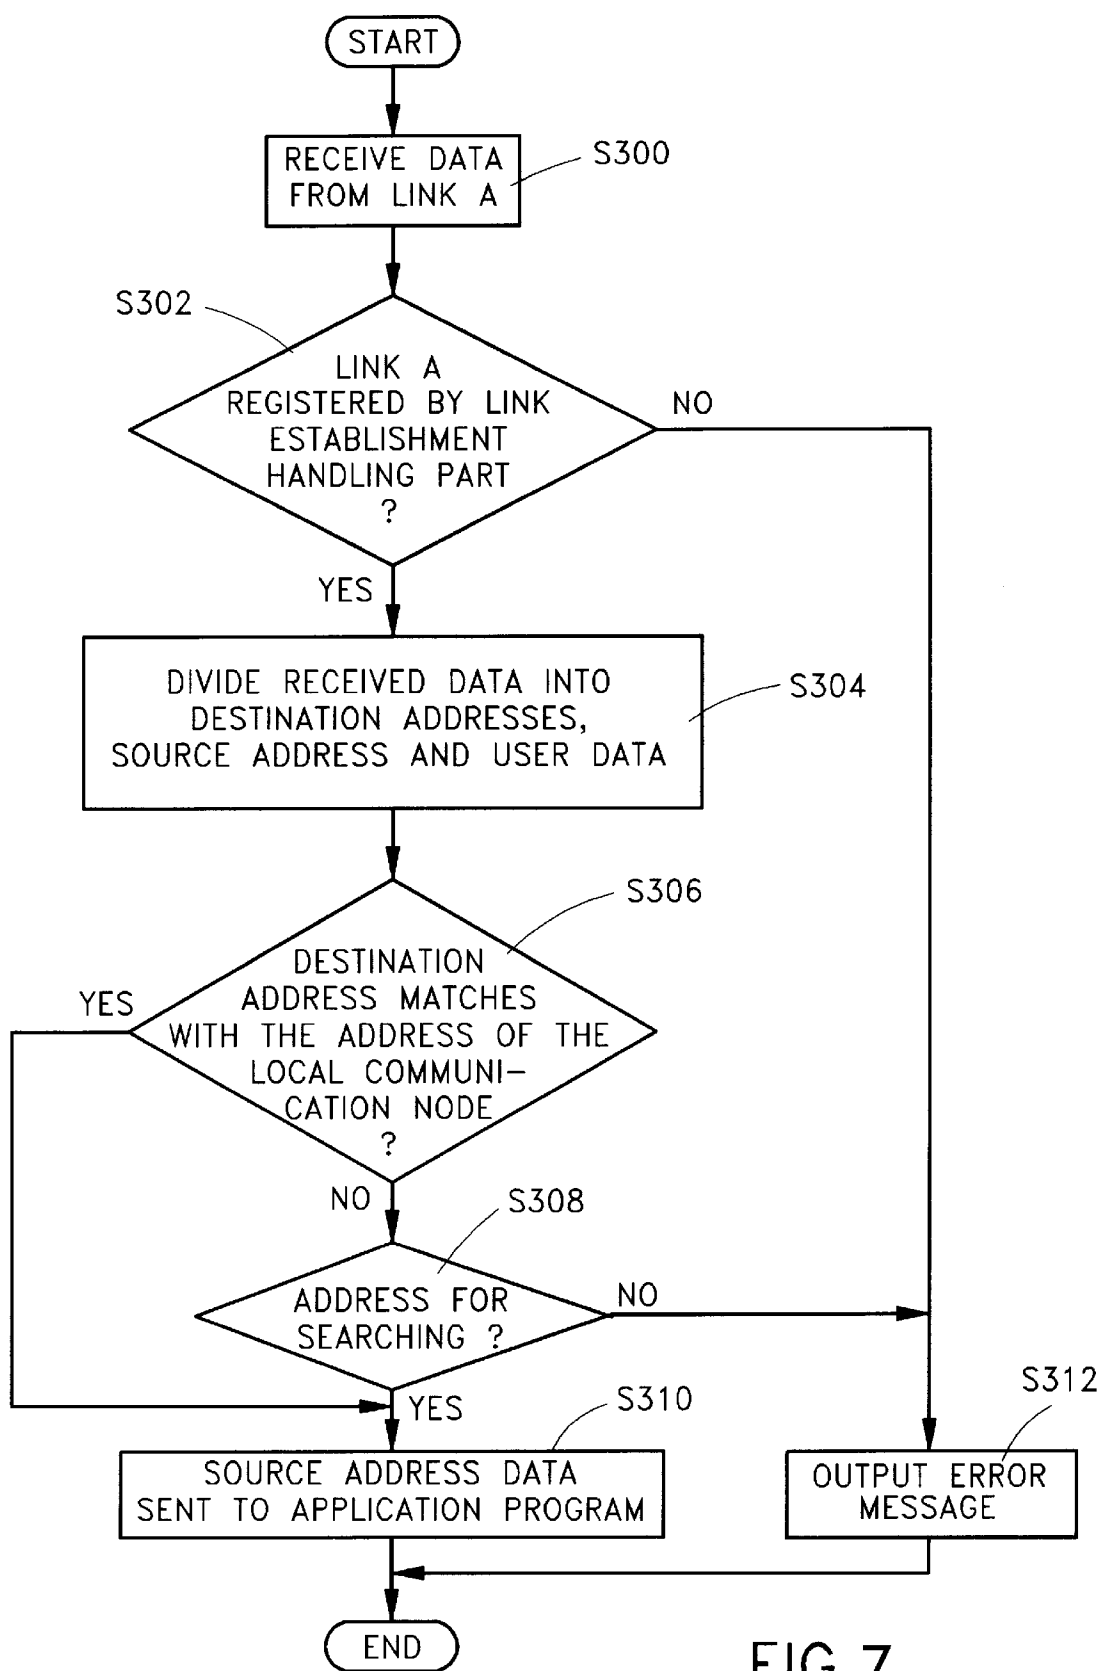 START
RECEIVE DATA
FROM LINK A
S300
S302
LINK A
REGISTERED BY LINK
ESTABLISHMENT
HANDLING PART
?
NO
YES
DIVIDE RECEIVED DATA INTO
DESTINATION ADDRESSES,
SOURCE ADDRESS AND USER DATA
S304
S306
DESTINATION
ADDRESS MATCHES
WITH THE ADDRESS OF THE
LOCAL COMMUNI-
CATION NODE
?
YES
NO
S308
ADDRESS FOR
SEARCHING ?
NO
YES
S310
SOURCE ADDRESS DATA
SENT TO APPLICATION PROGRAM
S312
OUTPUT ERROR
MESSAGE
END
FIG.7